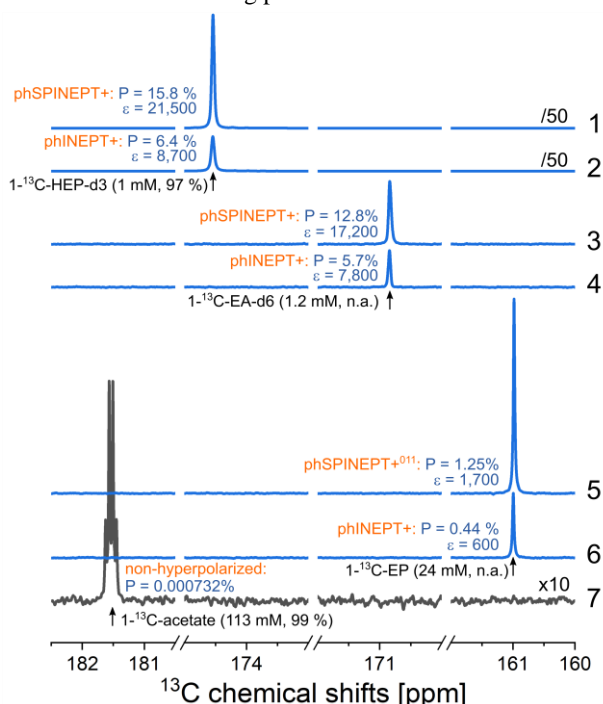 phSPINEPT+: P = 15.8 %
ε = 21,500
/50 1
phINEPT+: P = 6.4 %
ε = 8,700
/50 2
1-¹³C-HEP-d3 (1 mM, 97 %)
phSPINEPT+: P = 12.8%
ε = 17,200
3
phINEPT+: P = 5.7%
ε = 7,800
4
1-¹³C-EA-d6 (1.2 mM, n.a.)
phSPINEPT+⁰¹¹: P = 1.25%
ε = 1,700
5
phINEPT+: P = 0.44 %
ε = 600
6
1-¹³C-EP (24 mM, n.a.)
non-hyperpolarized:
P = 0.000732%
x10 7
1-¹³C-acetate (113 mM, 99 %)
182 181 174 171 161 160
¹³C chemical shifts [ppm]